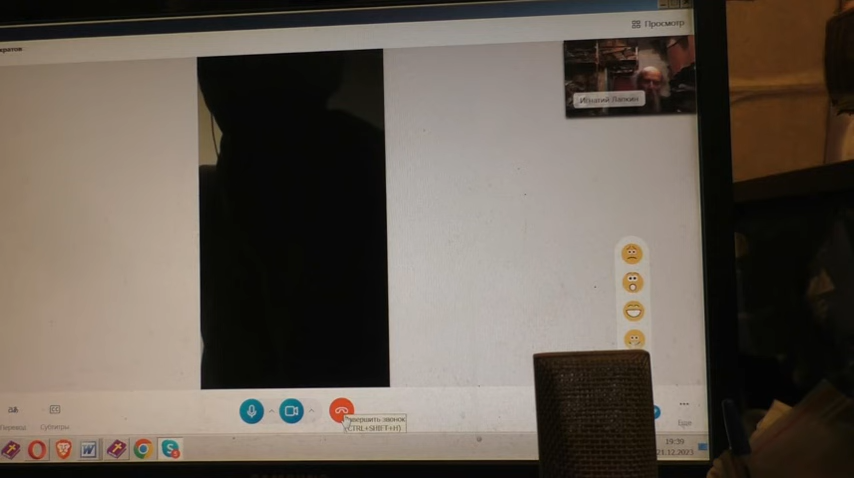 Просмотр
Игнатий Лапкин
Перевод
Субтитры
завершить звонок
(CTRL+SHIFT+H)
Еще
19:39
21.12.2023